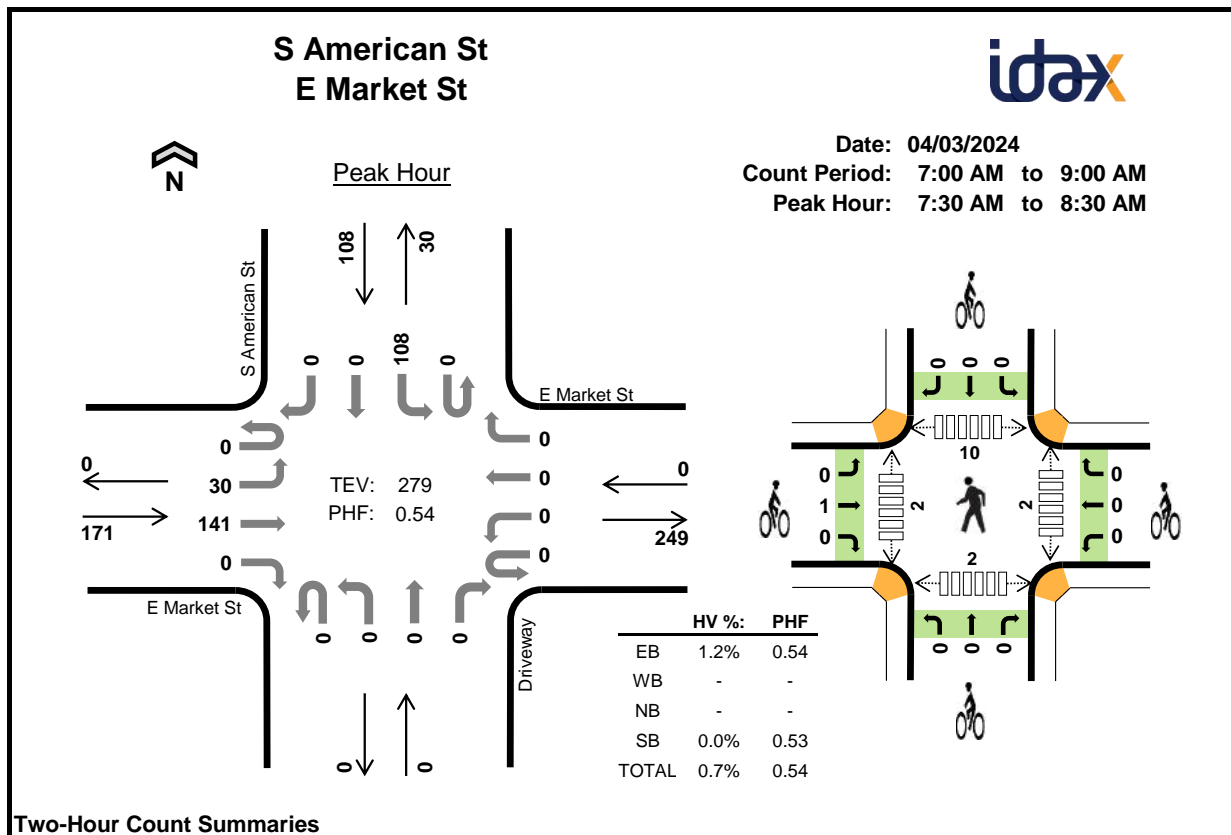 S American St
E Market St
idax
N
Peak Hour
Date: 04/03/2024
Count Period: 7:00 AM to 9:00 AM
Peak Hour: 7:30 AM to 8:30 AM
108
30
S American St
0
0
108
0
E Market St
0
0
30
141
0
171
TEV: 279
PHF: 0.54
0
0
0
0
0
249
E Market St
0
0
0
0
Driveway
0
0
HV %: PHF
EB 1.2% 0.54
WB - -
NB - -
SB 0.0% 0.53
TOTAL 0.7% 0.54
0
0
0
10
0
1
0
2
2
0
0
0
2
0
0
0
Two-Hour Count Summaries